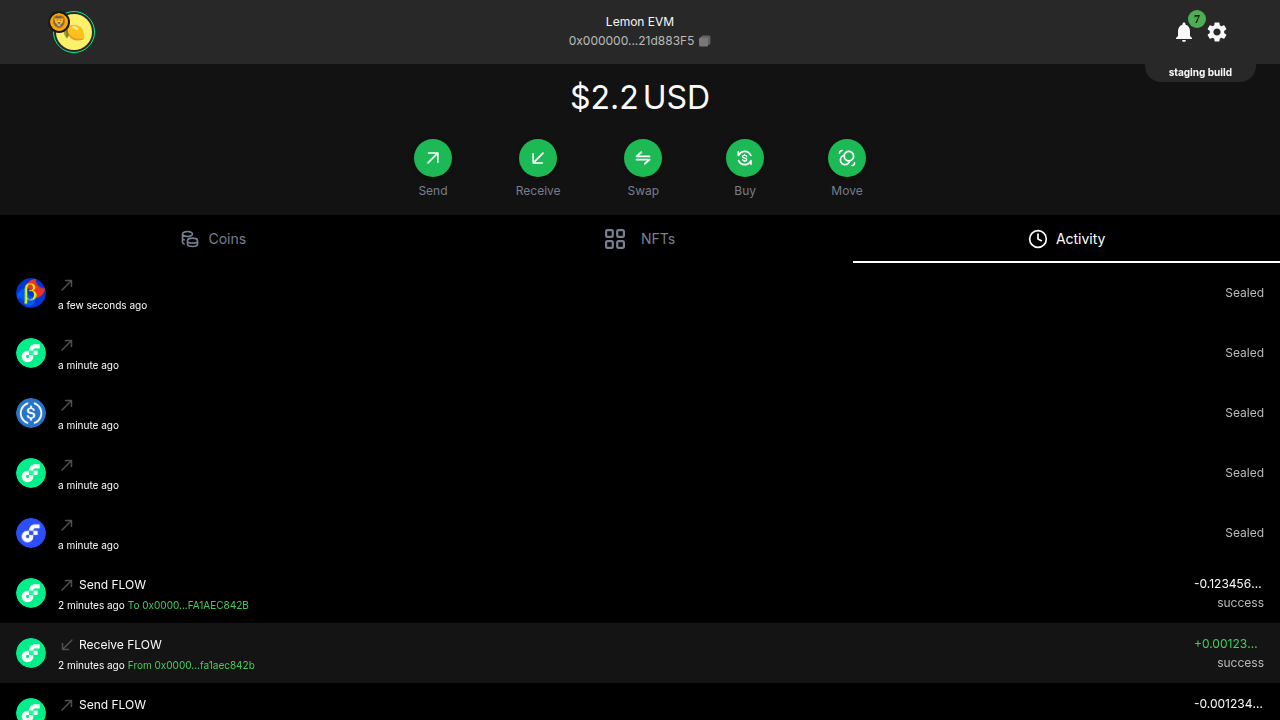 Lemon EVM
0x000000...21d883F5
7
staging build
$2.2 USD
Send
Receive
Swap
Buy
Move
Coins
NFTs
Activity
a few seconds ago
Sealed
a minute ago
Sealed
a minute ago
Sealed
a minute ago
Sealed
a minute ago
Sealed
Send FLOW
-0.123456...
2 minutes ago To 0x0000...FA1AEC842B
success
Receive FLOW
+0.00123...
2 minutes ago From 0x0000...fa1aec842b
success
Send FLOW
-0.001234...